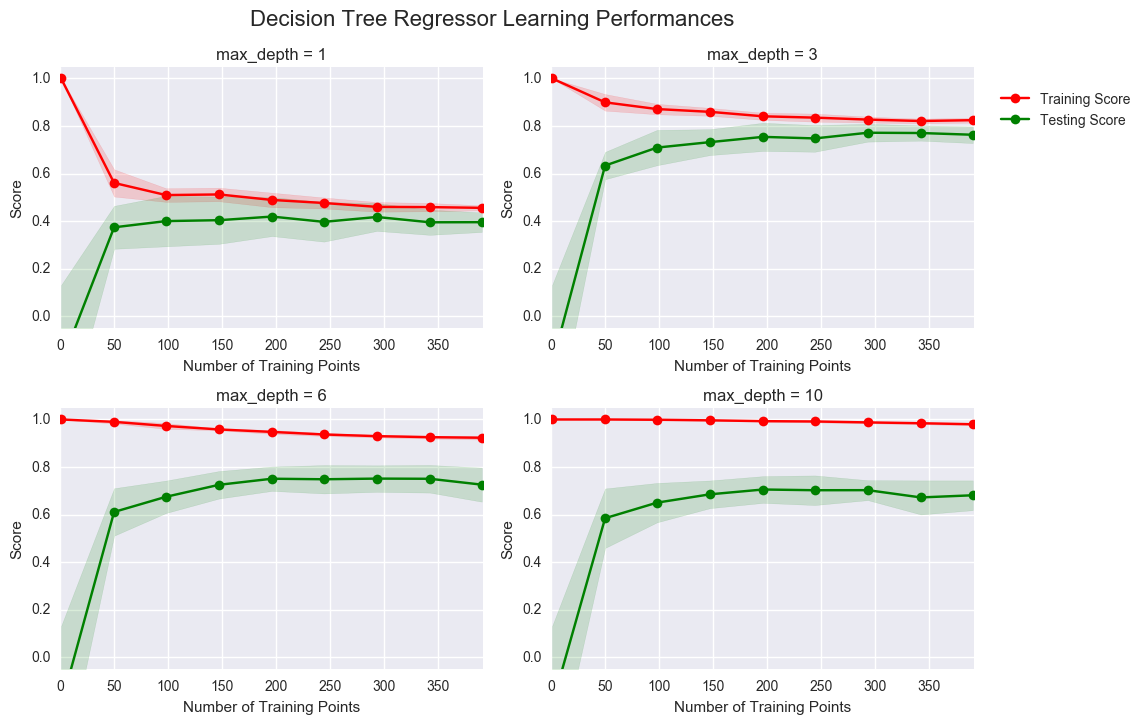 Decision Tree Regressor Learning Performances
max_depth = 1
1.0
0.8
0.6
0.4
0.2
0.0
Score
0 50 100 150 200 250 300 350
Number of Training Points
max_depth = 3
1.0
0.8
0.6
0.4
0.2
0.0
Score
0 50 100 150 200 250 300 350
Number of Training Points
Training Score
Testing Score
max_depth = 6
1.0
0.8
0.6
0.4
0.2
0.0
Score
0 50 100 150 200 250 300 350
Number of Training Points
max_depth = 10
1.0
0.8
0.6
0.4
0.2
0.0
Score
0 50 100 150 200 250 300 350
Number of Training Points